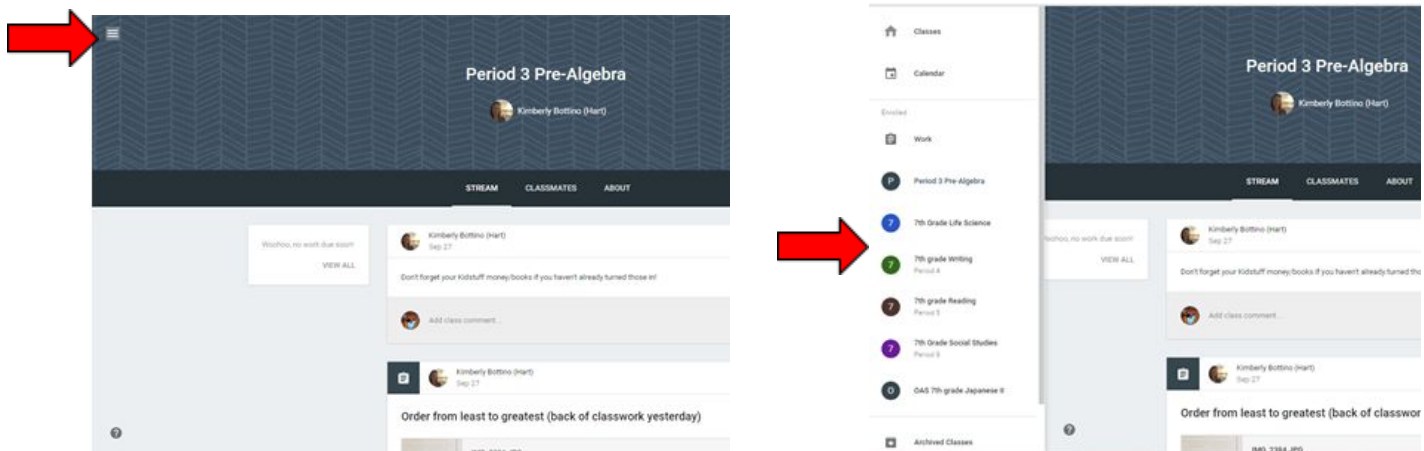 Period 3 Pre-Algebra
Kimberly Bottino (Hart)
STREAM CLASSMATES ABOUT
Woohoo, no work due soon!
VIEW ALL
Kimberly Bottino (Hart)
Sep 27
Don't forget your Kidstuff money/books if you haven't already turned those in!
Add class comment...
Kimberly Bottino (Hart)
Sep 27
Order from least to greatest (back of classwork yesterday)
Classes
Calendar
Enrolled
Work
P Period 3 Pre-Algebra
7 7th Grade Life Science
7 7th grade Writing
Period 4
7 7th grade Reading
Period 5
7 7th Grade Social Studies
O OAS 7th grade Japanese II
Archived Classes
Period 3 Pre-Algebra
Kimberly Bottino (Hart)
STREAM CLASSMATES ABOUT
no work due soon!
VIEW ALL
Kimberly Bottino (Hart)
Sep 27
Don't forget your Kidstuff money/books if you haven't already turned tho
Add class comment...
Kimberly Bottino (Hart)
Sep 27
Order from least to greatest (back of classwor